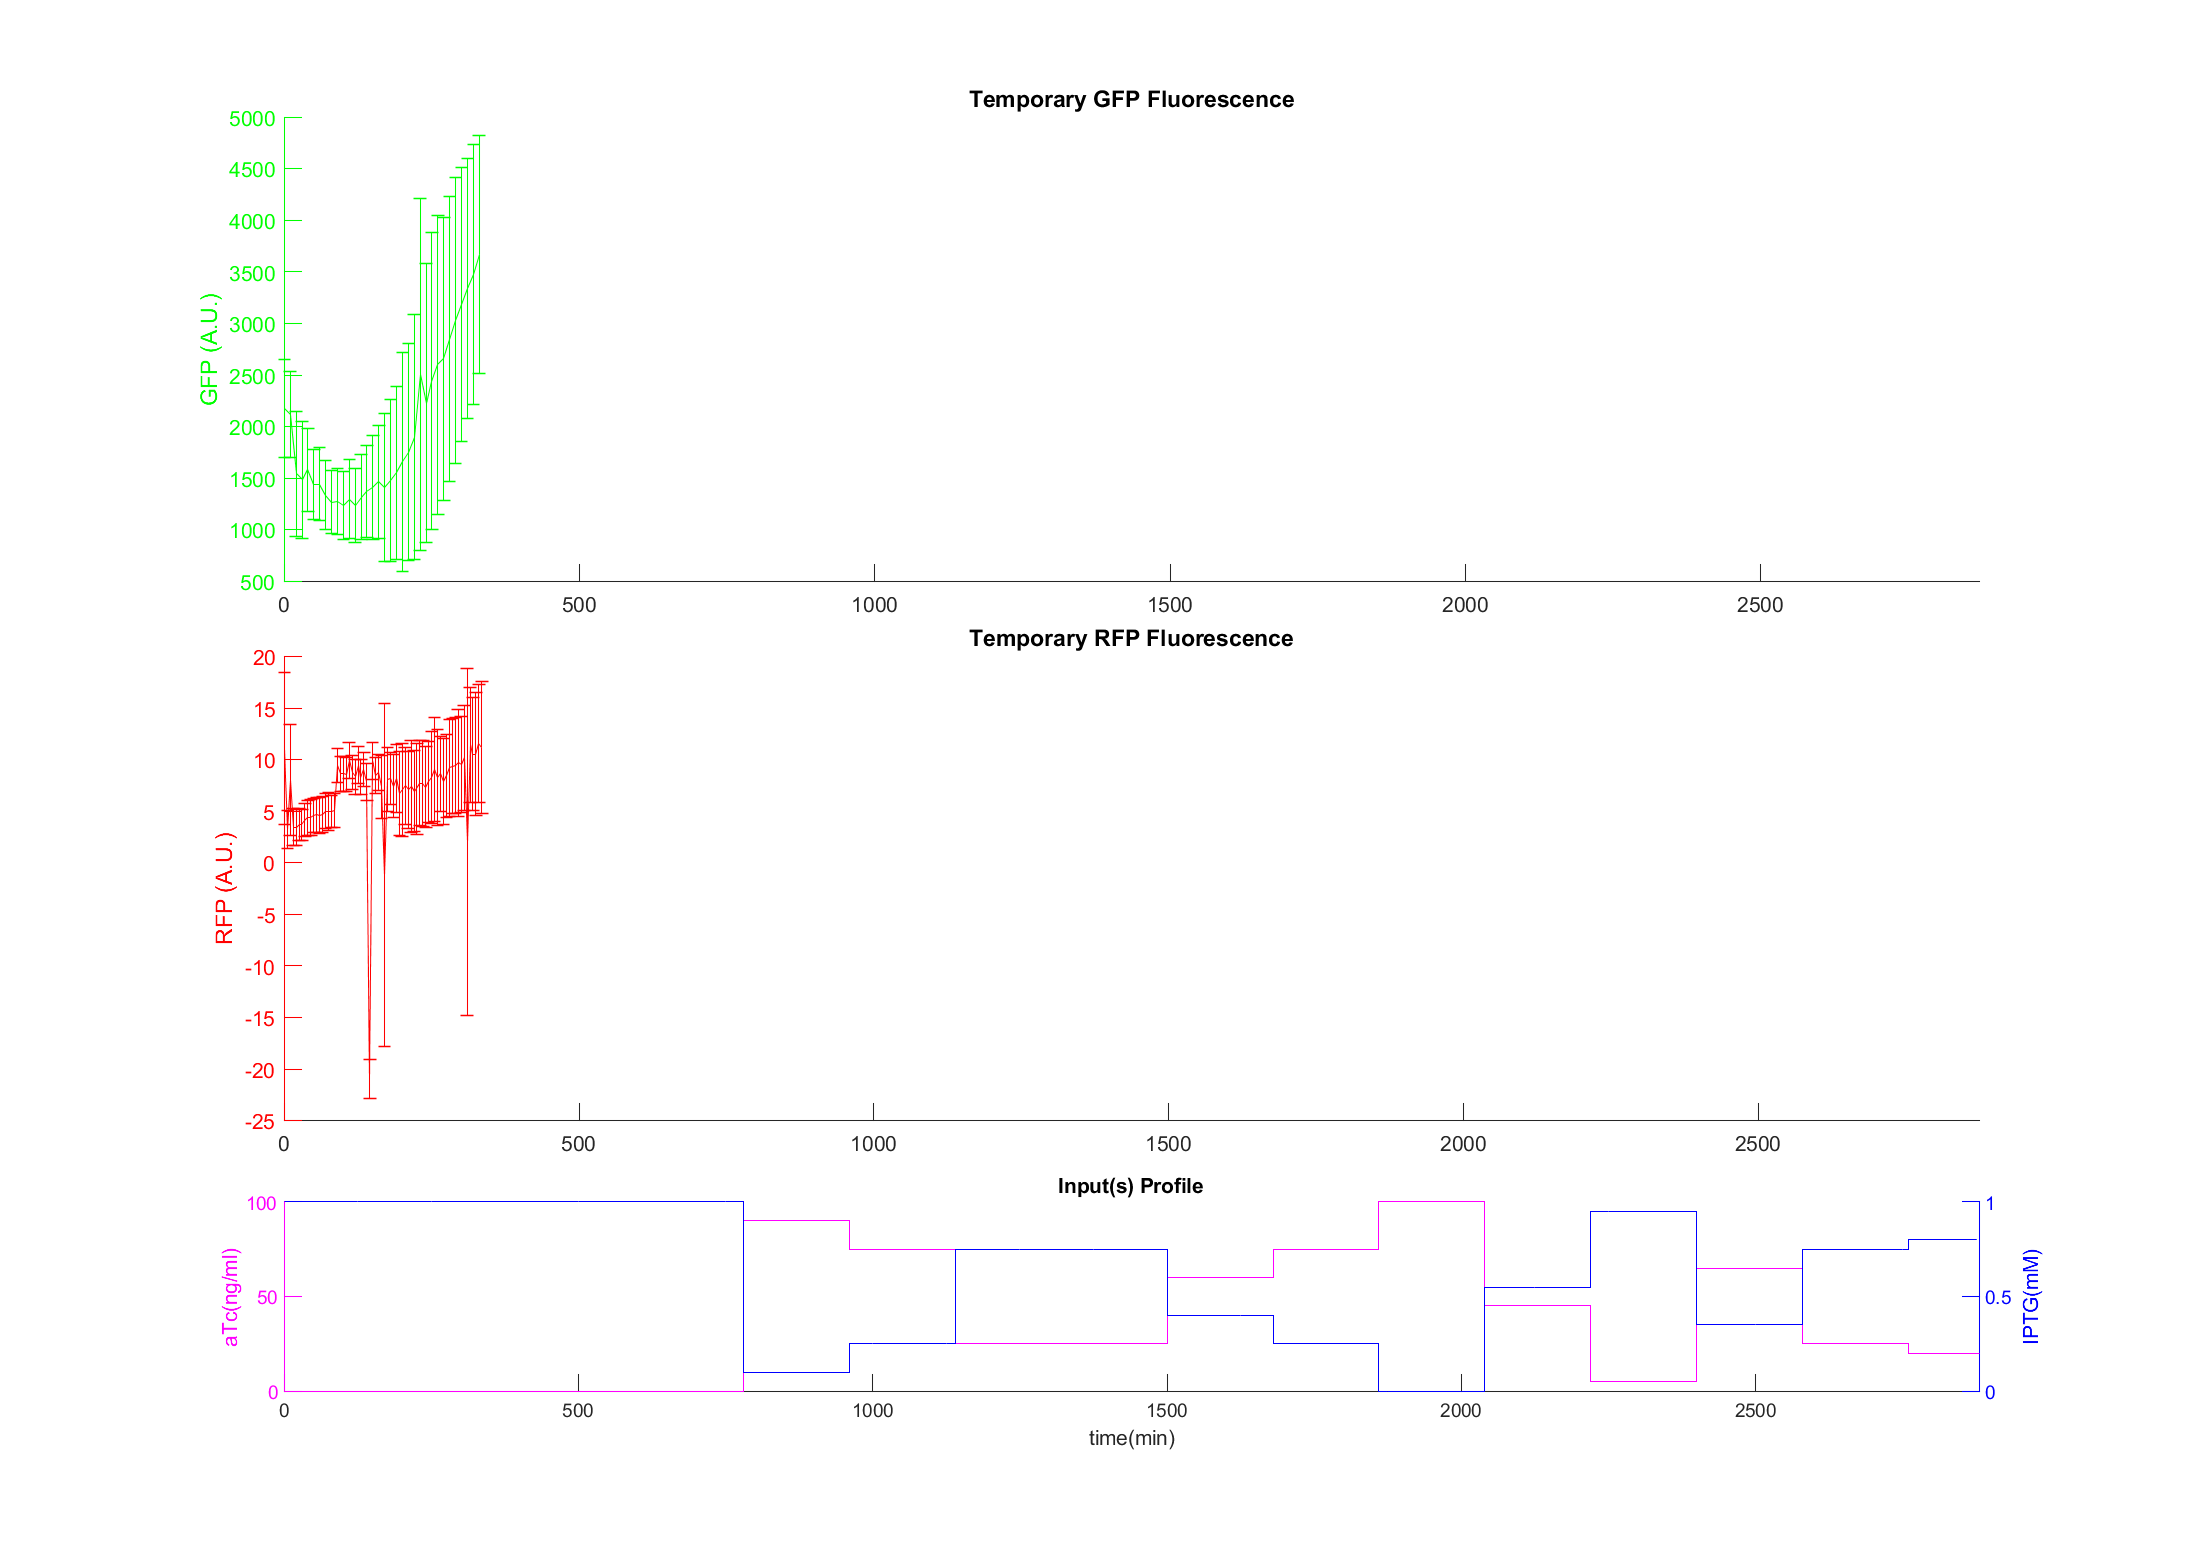 Temporary GFP Fluorescence
5000
4500
4000
3500
3000
2500
2000
1500
1000
500
GFP (A.U.)
0 500 1000 1500 2000 2500
Temporary RFP Fluorescence
20
15
10
5
0
-5
-10
-15
-20
-25
RFP (A.U.)
0 500 1000 1500 2000 2500
Input(s) Profile
100
50
0
aTc(ng/ml)
1
0.5
0
IPTG(mM)
0 500 1000 1500 2000 2500
time(min)